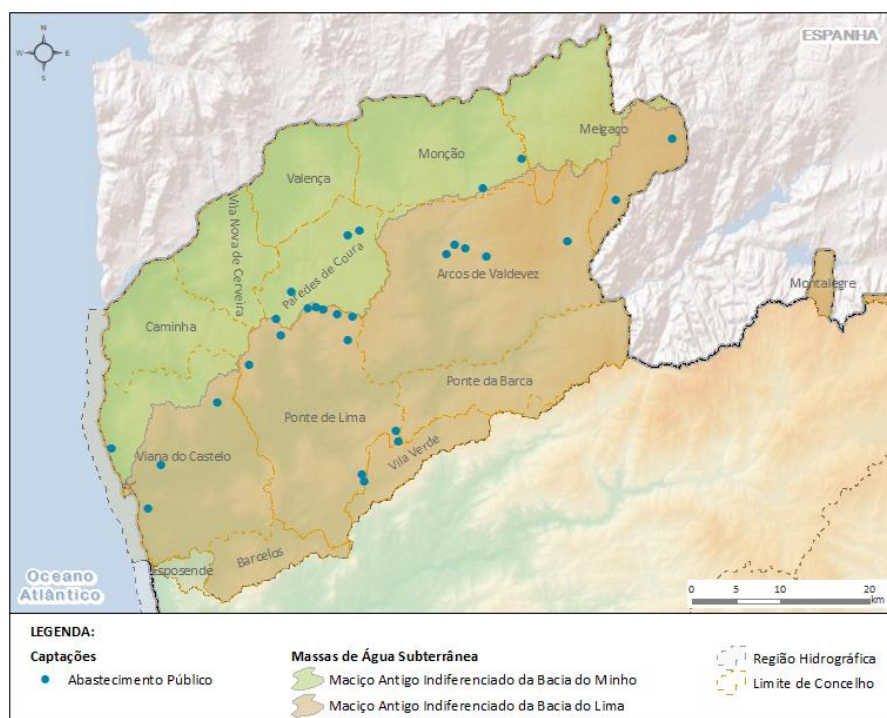 N
W
E
S
ESPANHA
Melgaço
Monção
Valença
Vila Nova de Cerveira
Paredes de Coura
Arcos de Valdevez
Montalegre
Caminha
Ponte da Barca
Ponte de Lima
Viana do Castelo
Vila Verde
Barcelos
Esposende
Oceano
Atlântico
0 5 10 20
km
LEGENDA:
Captações
Abastecimento Público
Massas de Água Subterrânea
Maciço Antigo Indiferenciado da Bacia do Minho
Maciço Antigo Indiferenciado da Bacia do Lima
Região Hidrográfica
Limite de Concelho